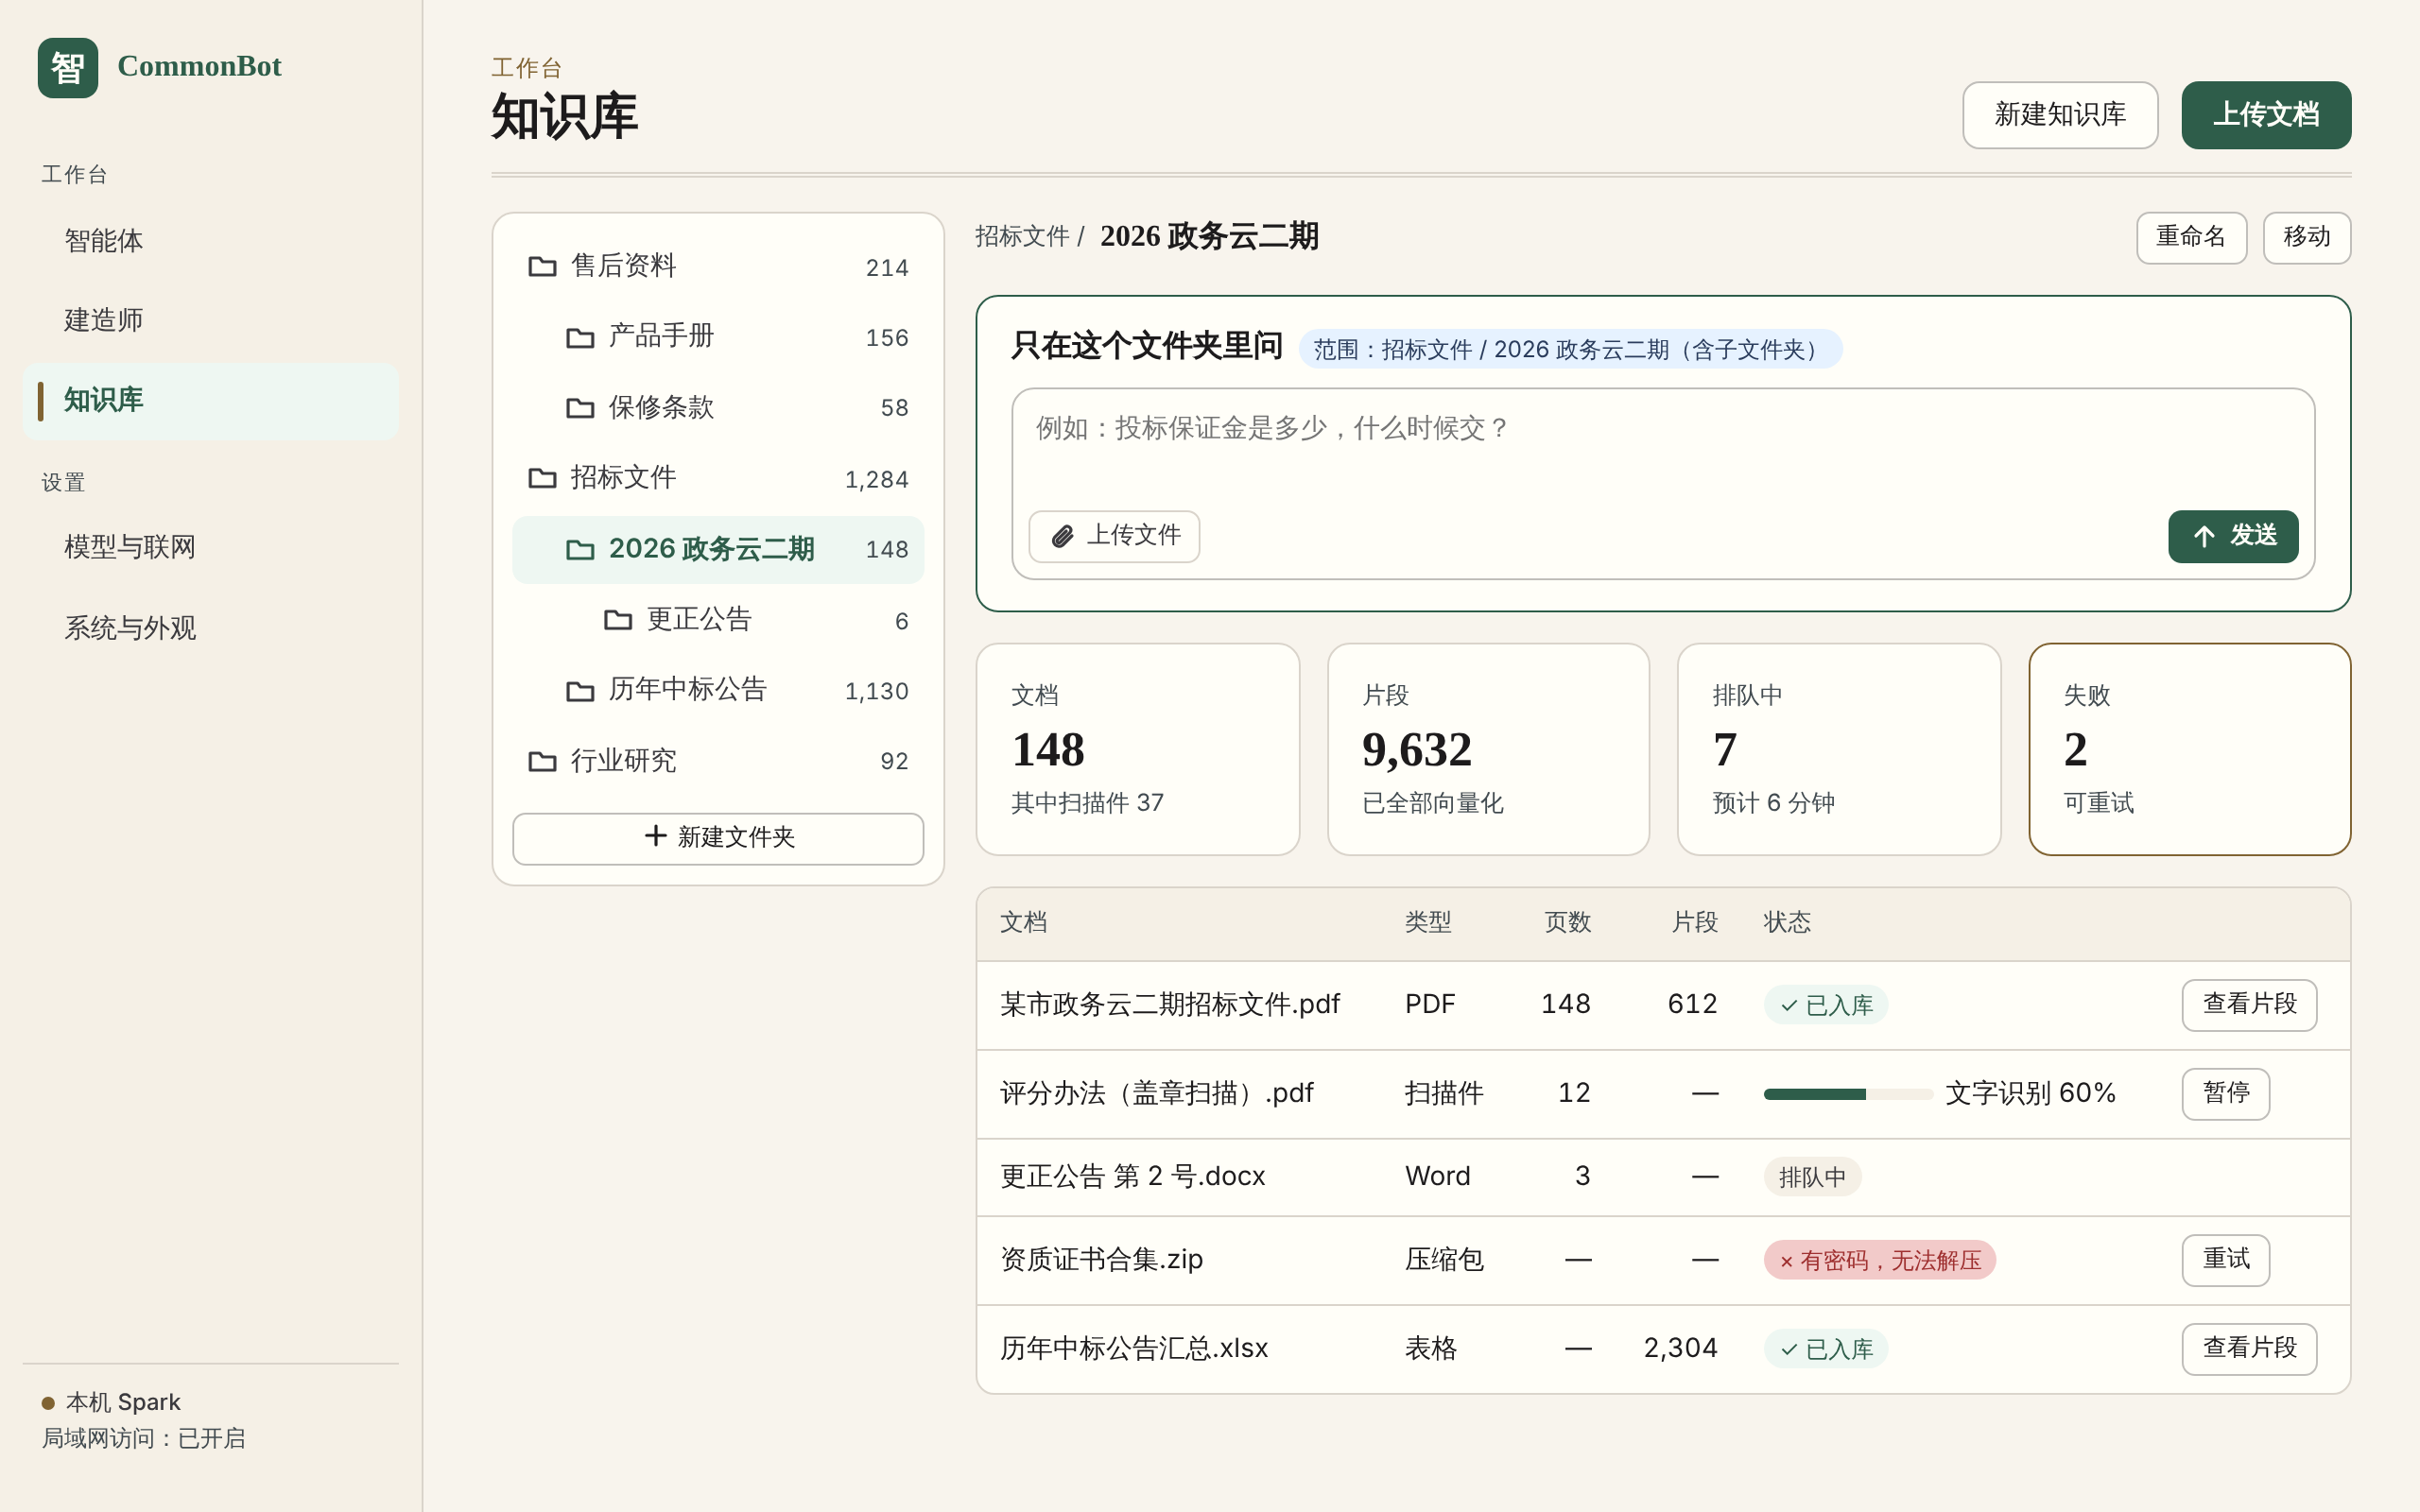 智 CommonBot
工作台
智能体
建造师
知识库
设置
模型与联网
系统与外观
本机 Spark
局域网访问：已开启
工作台
知识库
新建知识库 上传文档
售后资料 214
产品手册 156
保修条款 58
招标文件 1,284
2026 政务云二期 148
更正公告 6
历年中标公告 1,130
行业研究 92
新建文件夹
招标文件 / 2026 政务云二期 重命名 移动
只在这个文件夹里问 范围：招标文件 / 2026 政务云二期（含子文件夹）
例如：投标保证金是多少，什么时候交？
上传文件 发送
文档
148
其中扫描件 37
片段
9,632
已全部向量化
排队中
7
预计 6 分钟
失败
2
可重试
文档 类型 页数 片段 状态
某市政务云二期招标文件.pdf PDF 148 612 ✓ 已入库 查看片段
评分办法（盖章扫描）.pdf 扫描件 12 — 文字识别 60% 暂停
更正公告 第 2 号.docx Word 3 — 排队中
资质证书合集.zip 压缩包 — — × 有密码，无法解压 重试
历年中标公告汇总.xlsx 表格 — 2,304 ✓ 已入库 查看片段